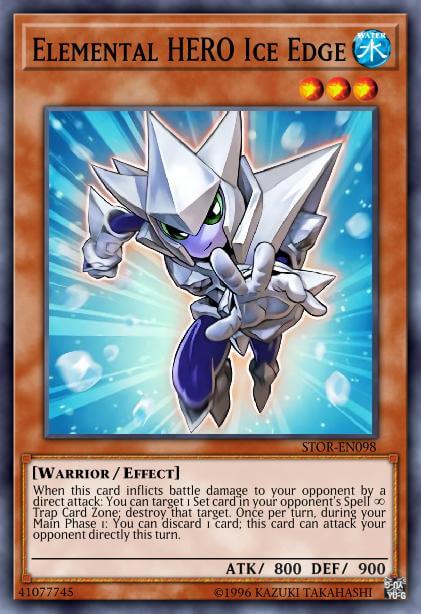 ELEMENTAL HERO ICE EDGE
WATER
水
STOR-EN098
[WARRIOR / EFFECT]
When this card inflicts battle damage to your opponent by a
direct attack: You can target 1 Set card in your opponent's Spell ∞
Trap Card Zone; destroy that target. Once per turn, during your
Main Phase 1: You can discard 1 card; this card can attack your
opponent directly this turn.
ATK/ 800 DEF/ 900
41077745
©1996 KAZUKI TAKAHASHI